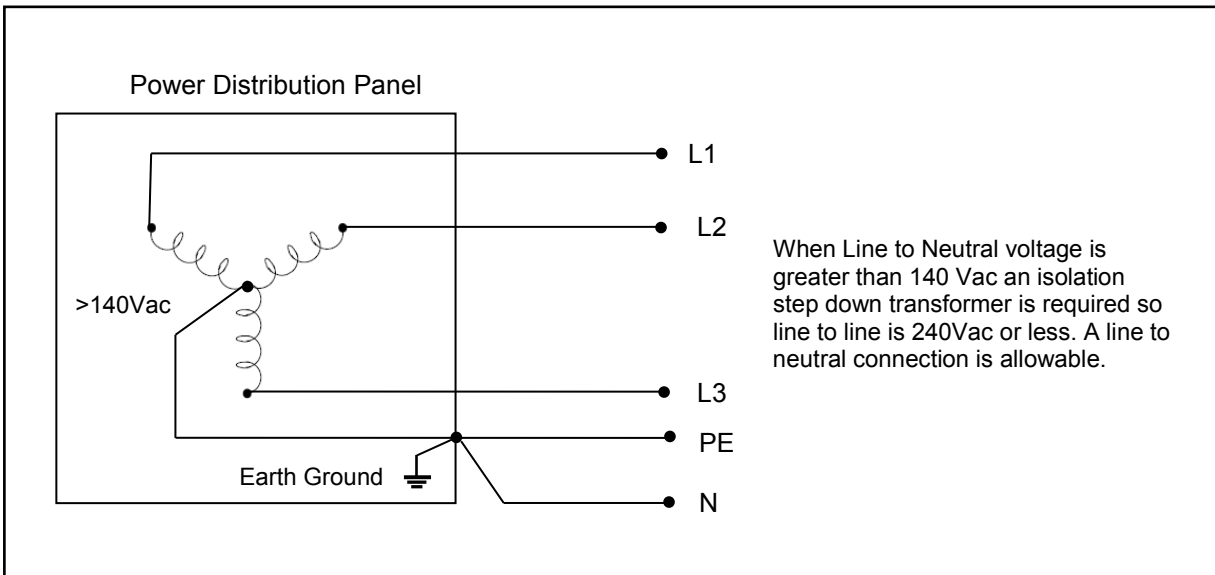 Power Distribution Panel
L1
L2
When Line to Neutral voltage is
greater than 140 Vac an isolation
step down transformer is required so
line to line is 240Vac or less. A line to
neutral connection is allowable.
>140Vac
L3
PE
Earth Ground
N